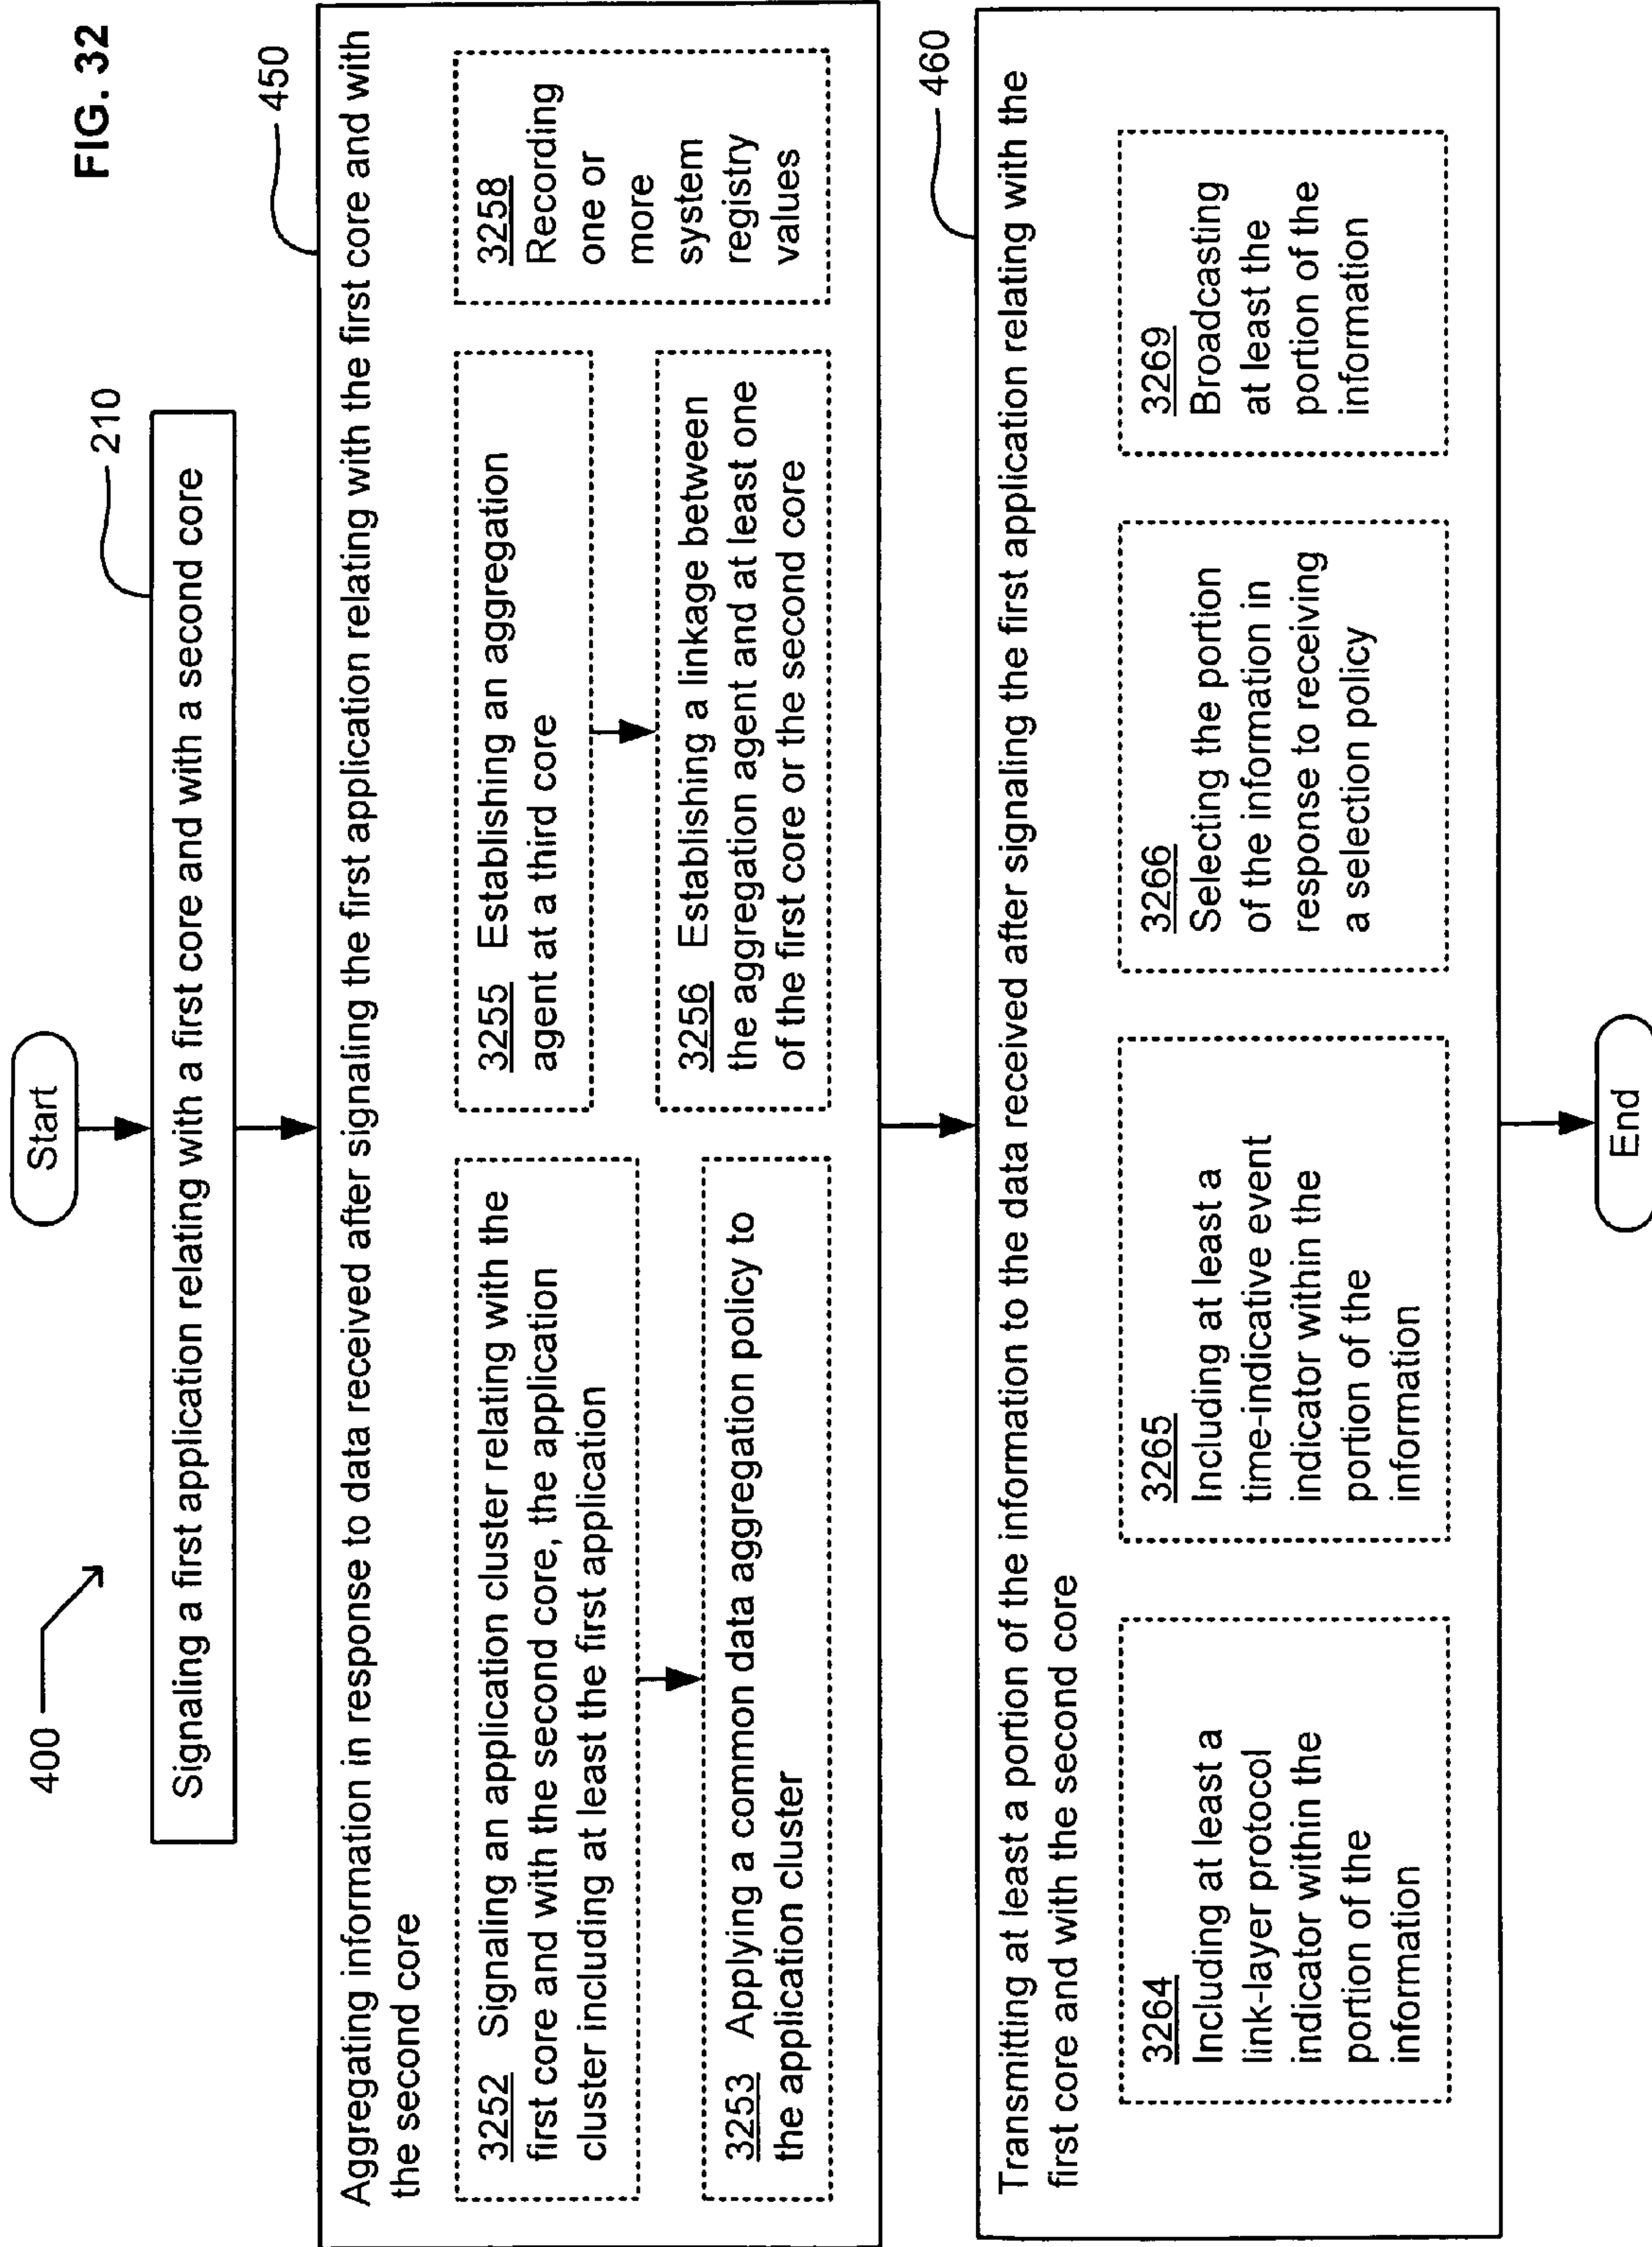 FIG. 32
400
Start
210
Signaling a first application relating with a first core and with a second core
450
Aggregating information in response to data received after signaling the first application relating with the first core and with
the second core
3252 Signaling an application cluster relating with the
first core and with the second core, the application
cluster including at least the first application
3253 Applying a common data aggregation policy to
the application cluster
3255 Establishing an aggregation
agent at a third core
3256 Establishing a linkage between
the aggregation agent and at least one
of the first core or the second core
3258
Recording
one or
more
system
registry
values
460
Transmitting at least a portion of the information to the data received after signaling the first application relating with the
first core and with the second core
3264
Including at least a
link-layer protocol
indicator within the
portion of the
information
3265
Including at least a
time-indicative event
indicator within the
portion of the
information
3266
Selecting the portion
of the information in
response to receiving
a selection policy
3269
Broadcasting
at least the
portion of the
information
End